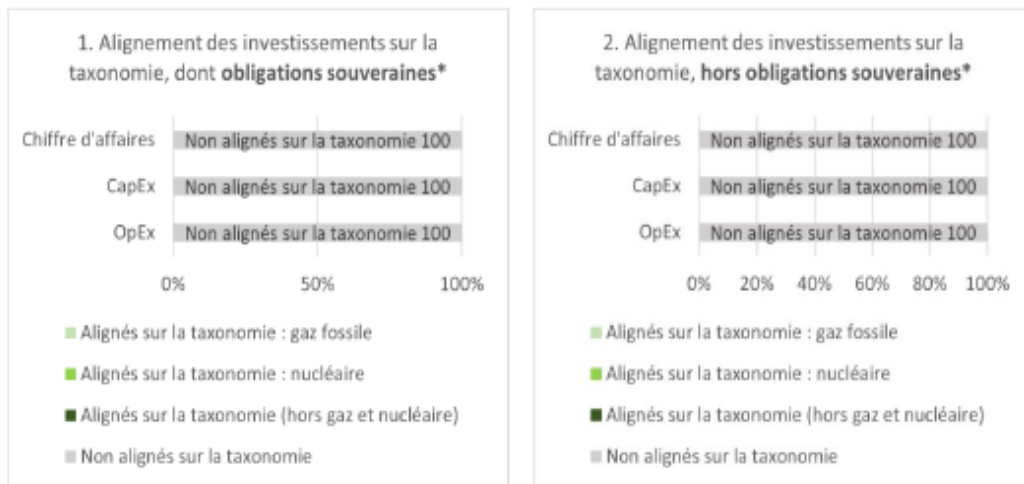 1. Alignement des investissements sur la
taxonomie, dont obligations souveraines*
Chiffre d'affaires
Non alignés sur la taxonomie 100
CapEx
Non alignés sur la taxonomie 100
OpEx
Non alignés sur la taxonomie 100
0% 50% 100%
Alignés sur la taxonomie : gaz fossile
Alignés sur la taxonomie : nucléaire
Alignés sur la taxonomie (hors gaz et nucléaire)
Non alignés sur la taxonomie
2. Alignement des investissements sur la
taxonomie, hors obligations souveraines*
Chiffre d'affaires
Non alignés sur la taxonomie 100
CapEx
Non alignés sur la taxonomie 100
OpEx
Non alignés sur la taxonomie 100
0% 20% 40% 60% 80% 100%
Alignés sur la taxonomie : gaz fossile
Alignés sur la taxonomie : nucléaire
Alignés sur la taxonomie (hors gaz et nucléaire)
Non alignés sur la taxonomie